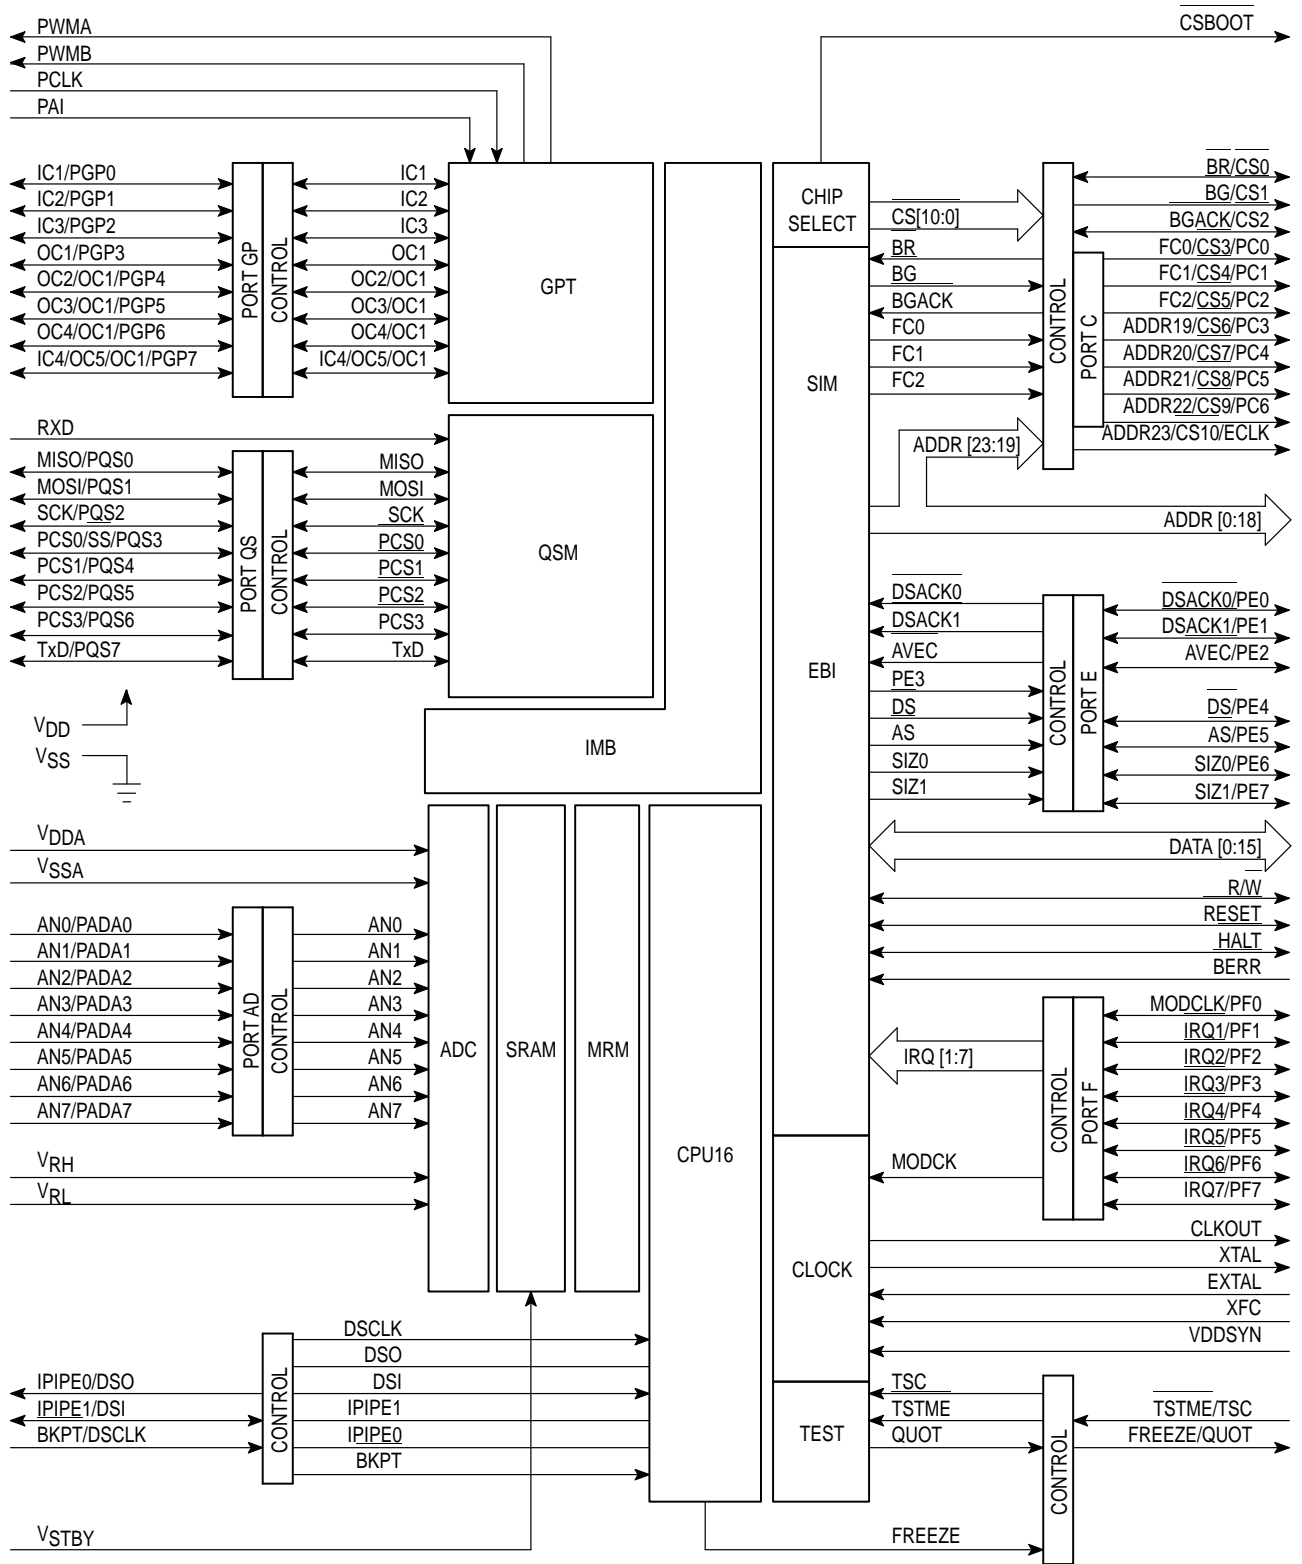 PWMA
PWMB
PCLK
PAI
CSBOOT
IC1/PGP0
IC2/PGP1
IC3/PGP2
OC1/PGP3
OC2/OC1/PGP4
OC3/OC1/PGP5
OC4/OC1/PGP6
IC4/OC5/OC1/PGP7
PORT GP
CONTROL
IC1
IC2
IC3
OC1
OC2/OC1
OC3/OC1
OC4/OC1
IC4/OC5/OC1
GPT
RXD
MISO/PQS0
MOSI/PQS1
SCK/PQS2
PCS0/SS/PQS3
PCS1/PQS4
PCS2/PQS5
PCS3/PQS6
TxD/PQS7
PORT QS
CONTROL
MISO
MOSI
SCK
PCS0
PCS1
PCS2
PCS3
TxD
QSM
VDD
VSS
IMB
VDDA
VSSA
AN0/PADA0
AN1/PADA1
AN2/PADA2
AN3/PADA3
AN4/PADA4
AN5/PADA5
AN6/PADA6
AN7/PADA7
PORT AD
CONTROL
AN0
AN1
AN2
AN3
AN4
AN5
AN6
AN7
VRH
VRL
ADC
SRAM
MRM
CPU16
DSCLK
DSO
DSI
IPIPE1
IPIPE0
BKPT
CONTROL
IPIPE0/DSO
IPIPE1/DSI
BKPT/DSCLK
VSTBY
CHIP
SELECT
SIM
EBI
CLOCK
TEST
CS[10:0]
BR
BG
BGACK
FC0
FC1
FC2
ADDR [23:19]
CONTROL
PORT C
BR/CS0
BG/CS1
BGACK/CS2
FC0/CS3/PC0
FC1/CS4/PC1
FC2/CS5/PC2
ADDR19/CS6/PC3
ADDR20/CS7/PC4
ADDR21/CS8/PC5
ADDR22/CS9/PC6
ADDR23/CS10/ECLK
ADDR [0:18]
DSACK0
DSACK1
AVEC
PE3
DS
AS
SIZ0
SIZ1
CONTROL
PORT E
DSACK0/PE0
DSACK1/PE1
AVEC/PE2
DS/PE4
AS/PE5
SIZ0/PE6
SIZ1/PE7
DATA [0:15]
R/W
RESET
HALT
BERR
IRQ [1:7]
MODCK
CONTROL
PORT F
MODCLK/PF0
IRQ1/PF1
IRQ2/PF2
IRQ3/PF3
IRQ4/PF4
IRQ5/PF5
IRQ6/PF6
IRQ7/PF7
CLKOUT
XTAL
EXTAL
XFC
VDDSYN
TSC
TSTME
QUOT
FREEZE
CONTROL
TSTME/TSC
FREEZE/QUOT